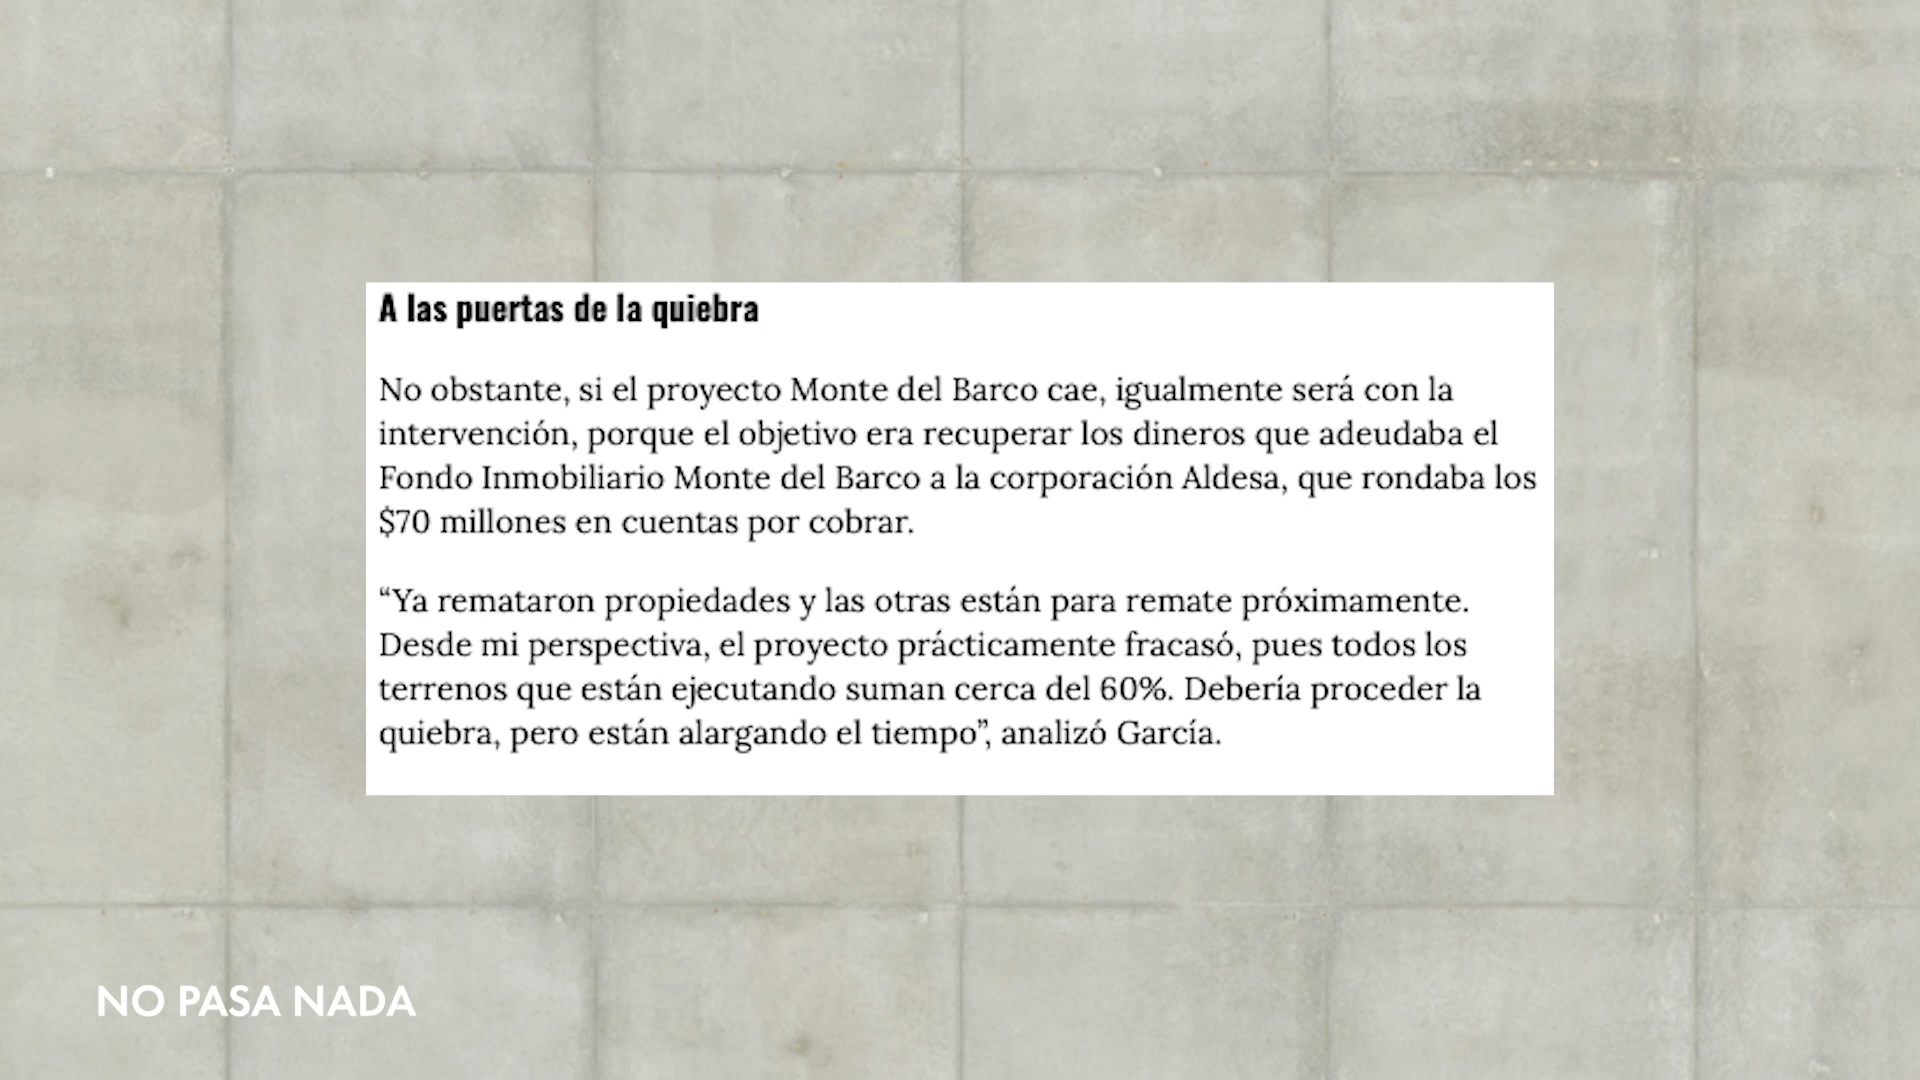 A las puertas de la quiebra
No obstante, si el proyecto Monte del Barco cae, igualmente será con la
intervención, porque el objetivo era recuperar los dineros que adeudaba el
Fondo Inmobiliario Monte del Barco a la corporación Aldesa, que rondaba los
$70 millones en cuentas por cobrar.
“Ya remataron propiedades y las otras están para remate próximamente.
Desde mi perspectiva, el proyecto prácticamente fracasó, pues todos los
terrenos que están ejecutando suman cerca del 60%. Debería proceder la
quiebra, pero están alargando el tiempo”, analizó García.
NO PASA NADA